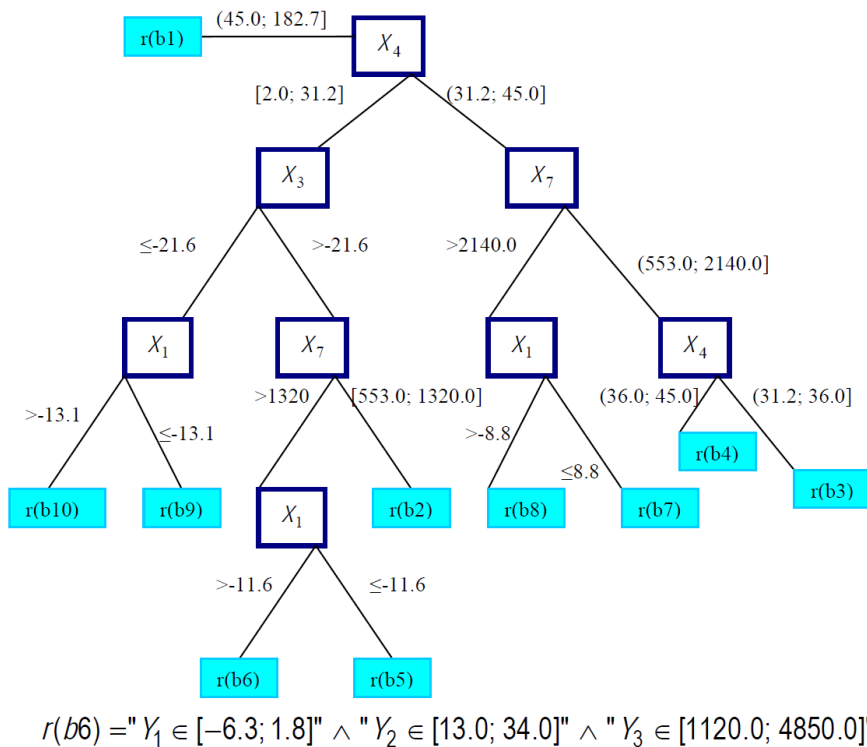 (45.0; 182.7]
r(b1)
X4
[2.0; 31.2]
(31.2; 45.0]
X3
X7
≤-21.6
>-21.6
>2140.0
(553.0; 2140.0]
X1
X7
X1
X4
>-13.1
≤-13.1
>1320
[553.0; 1320.0]
>-8.8
≤8.8
(36.0; 45.0]
(31.2; 36.0]
r(b4)
r(b3)
r(b10)
r(b9)
X1
r(b2)
r(b8)
r(b7)
>-11.6
≤-11.6
r(b6)
r(b5)
r(b6) =" Y1 ∈ [−6.3; 1.8]" ∧ "Y2 ∈ [13.0; 34.0]" ∧ "Y3 ∈ [1120.0; 4850.0]"